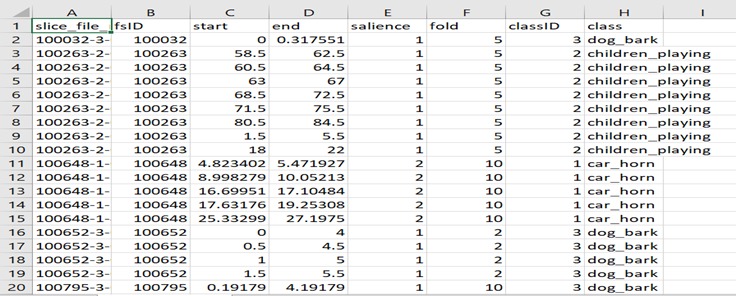 A B C D E F G H I
1 slice_file_ fsID start end salience fold classID class
2 100032-3- 100032 0 0.317551 1 5 3 dog_bark
3 100263-2- 100263 58.5 62.5 1 5 2 children_playing
4 100263-2- 100263 60.5 64.5 1 5 2 children_playing
5 100263-2- 100263 63 67 1 5 2 children_playing
6 100263-2- 100263 68.5 72.5 1 5 2 children_playing
7 100263-2- 100263 71.5 75.5 1 5 2 children_playing
8 100263-2- 100263 80.5 84.5 1 5 2 children_playing
9 100263-2- 100263 1.5 5.5 1 5 2 children_playing
10 100263-2- 100263 18 22 1 5 2 children_playing
11 100648-1- 100648 4.823402 5.471927 2 10 1 car_horn
12 100648-1- 100648 8.998279 10.05213 2 10 1 car_horn
13 100648-1- 100648 16.69951 17.10484 2 10 1 car_horn
14 100648-1- 100648 17.63176 19.25308 2 10 1 car_horn
15 100648-1- 100648 25.33299 27.1975 2 10 1 car_horn
16 100652-3- 100652 0 4 1 2 3 dog_bark
17 100652-3- 100652 0.5 4.5 1 2 3 dog_bark
18 100652-3- 100652 1 5 1 2 3 dog_bark
19 100652-3- 100652 1.5 5.5 1 2 3 dog_bark
20 100795-3- 100795 0.19179 4.19179 1 10 3 dog_bark